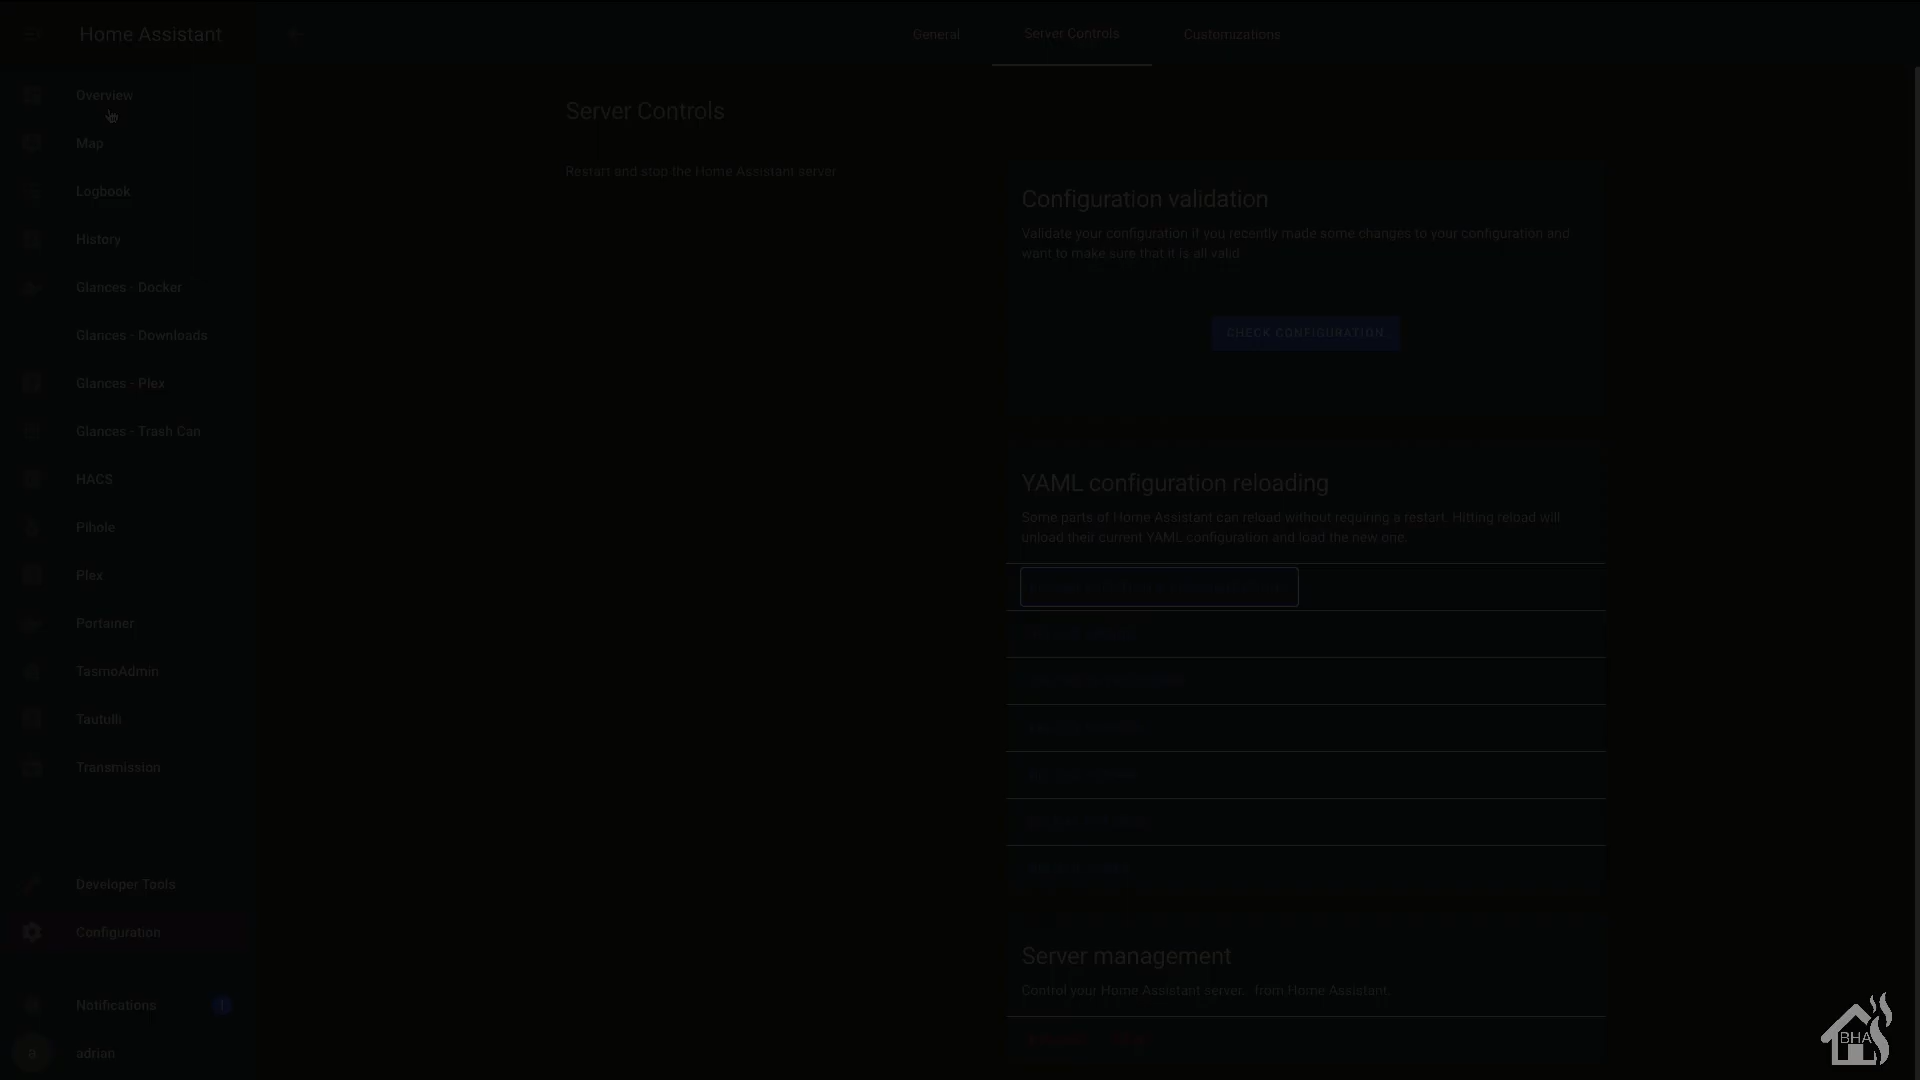 Home Assistant
General
Server Controls
Customizations
Overview
Map
Logbook
History
Glances - Docker
Glances - Downloads
Glances - Plex
Glances - Trash Can
HACS
Pihole
Plex
Portainer
TasmoAdmin
Tautulli
Transmission
Developer Tools
Configuration
Notifications
1
a
adrian
Server Controls
Restart and stop the Home Assistant server
Configuration validation
Validate your configuration if you recently made some changes to your configuration and
want to make sure that it is all valid
CHECK CONFIGURATION
YAML configuration reloading
Some parts of Home Assistant can reload without requiring a restart. Hitting reload will
unload their current YAML configuration and load the new one.
Server management
Control your Home Assistant server... from Home Assistant.
BHA